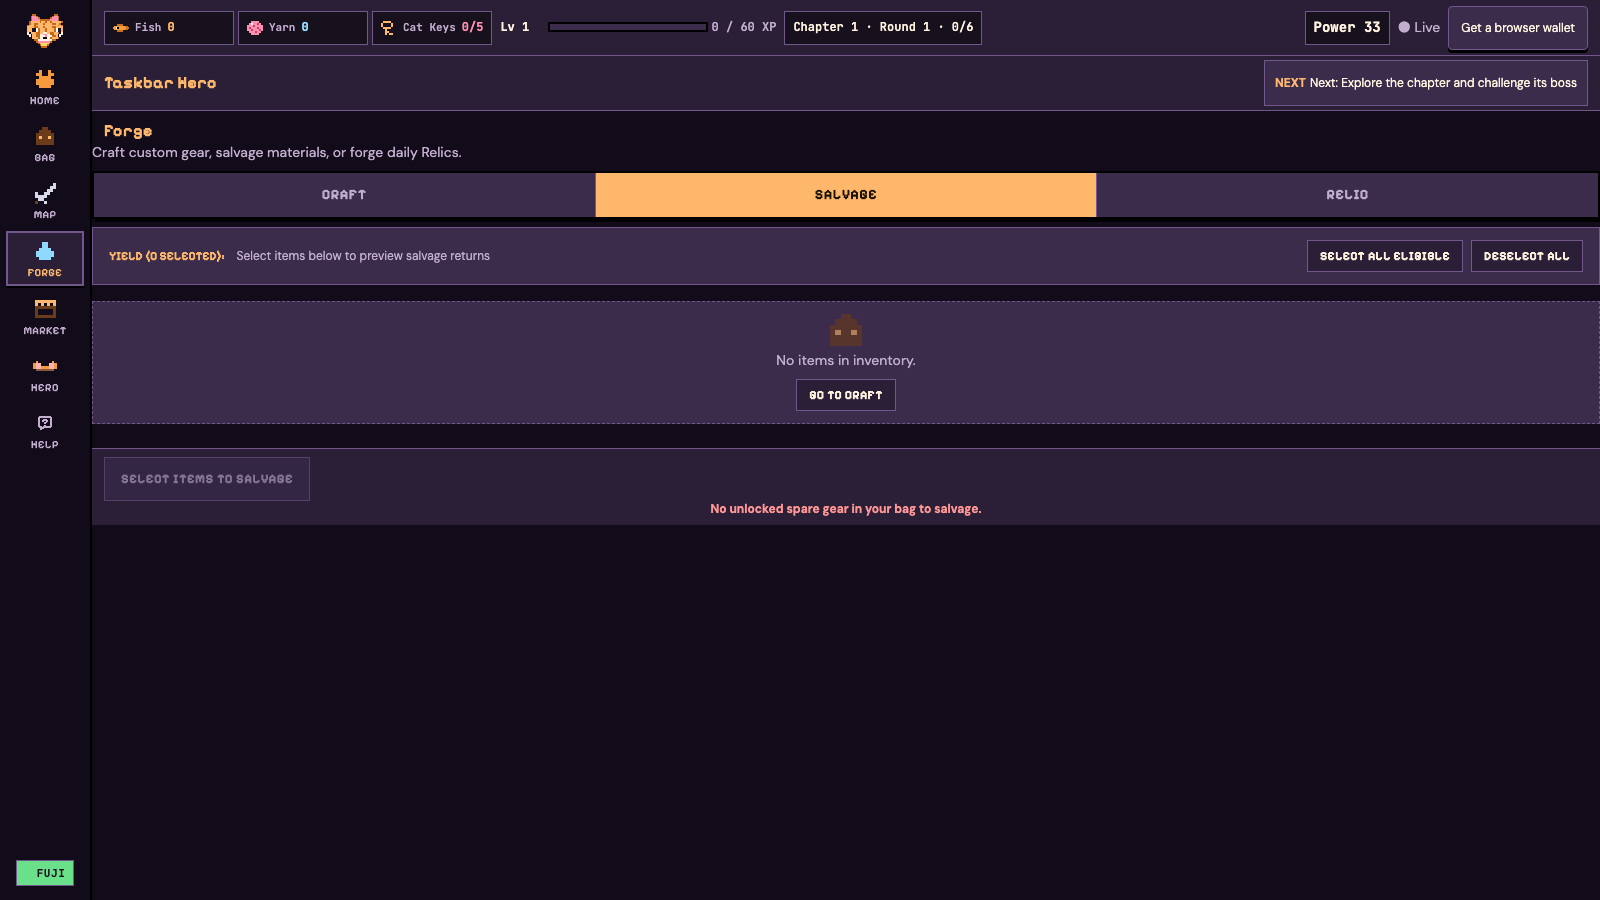 Fish 0
Yarn 0
Cat Keys 0/5
Lv 1
0 / 60 XP
Chapter 1 · Round 1 · 0/6
Power 33
Live
Get a browser wallet
Taskbar Hero
NEXT Next: Explore the chapter and challenge its boss
HOME
BAG
MAP
FORGE
MARKET
HERO
HELP
FUJI
Forge
Craft custom gear, salvage materials, or forge daily Relics.
CRAFT
SALVAGE
RELIC
YIELD (0 SELECTED):
Select items below to preview salvage returns
SELECT ALL ELIGIBLE
DESELECT ALL
No items in inventory.
GO TO CRAFT
SELECT ITEMS TO SALVAGE
No unlocked spare gear in your bag to salvage.